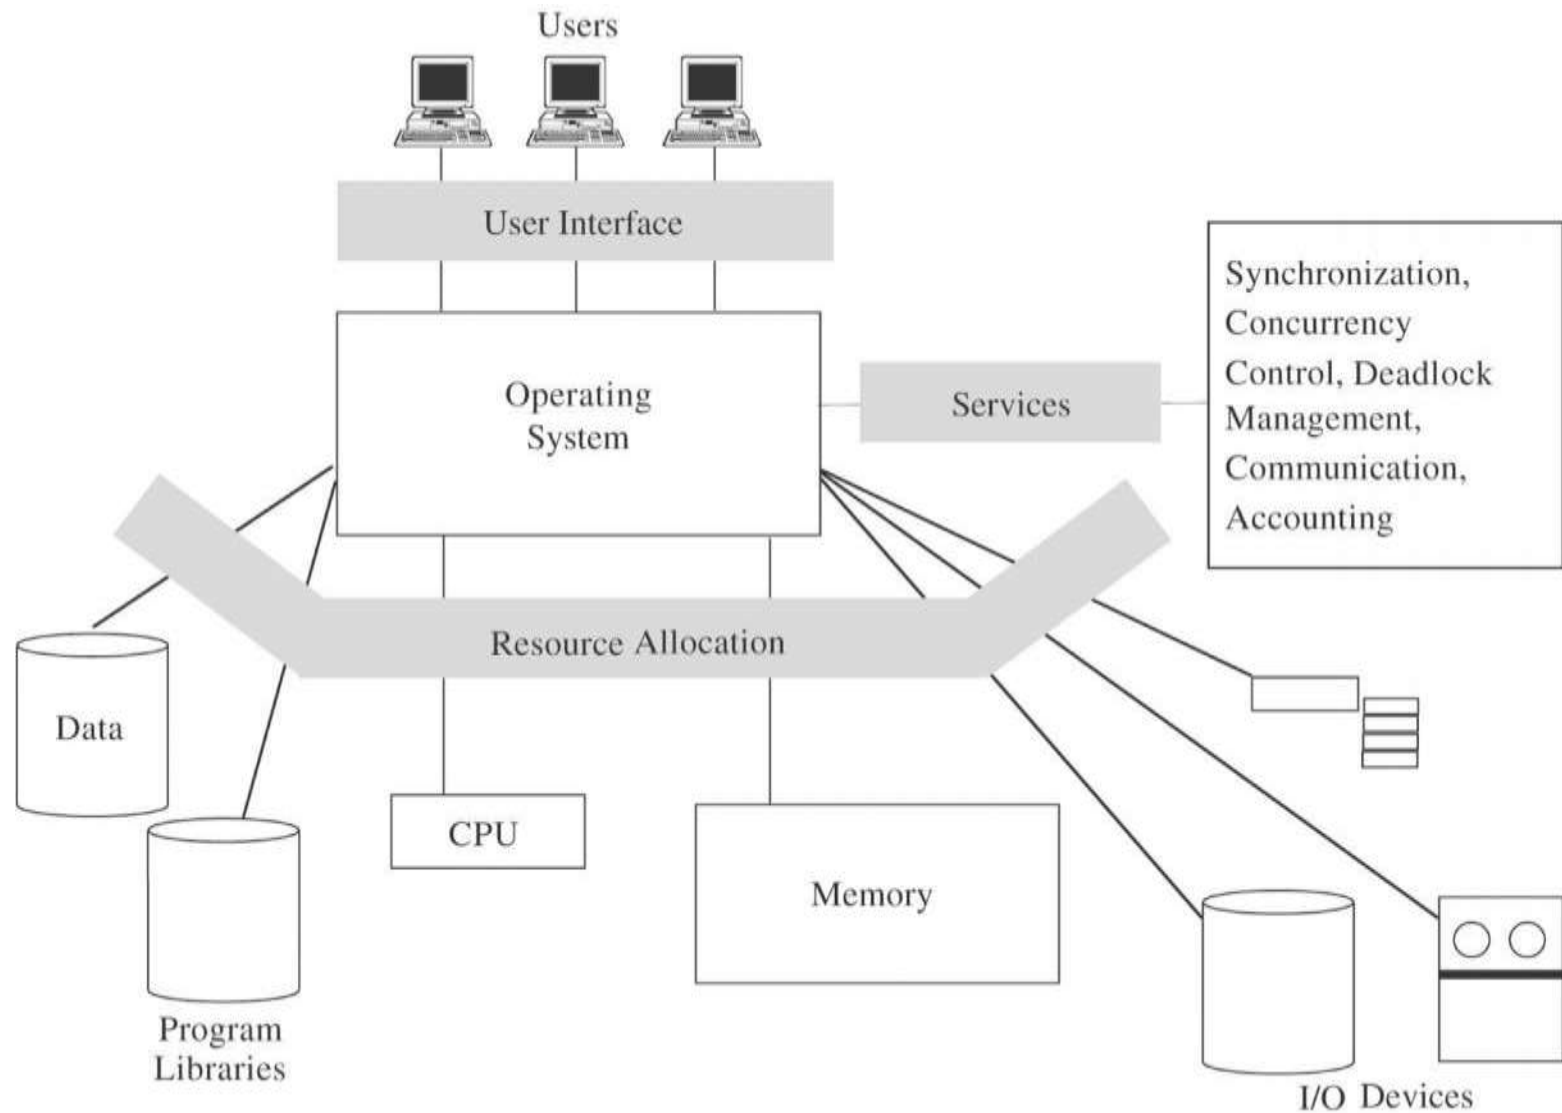 Users
User Interface
Operating
System
Services
Synchronization,
Concurrency
Control, Deadlock
Management,
Communication,
Accounting
Resource Allocation
Data
CPU
Memory
Program
Libraries
I/O Devices